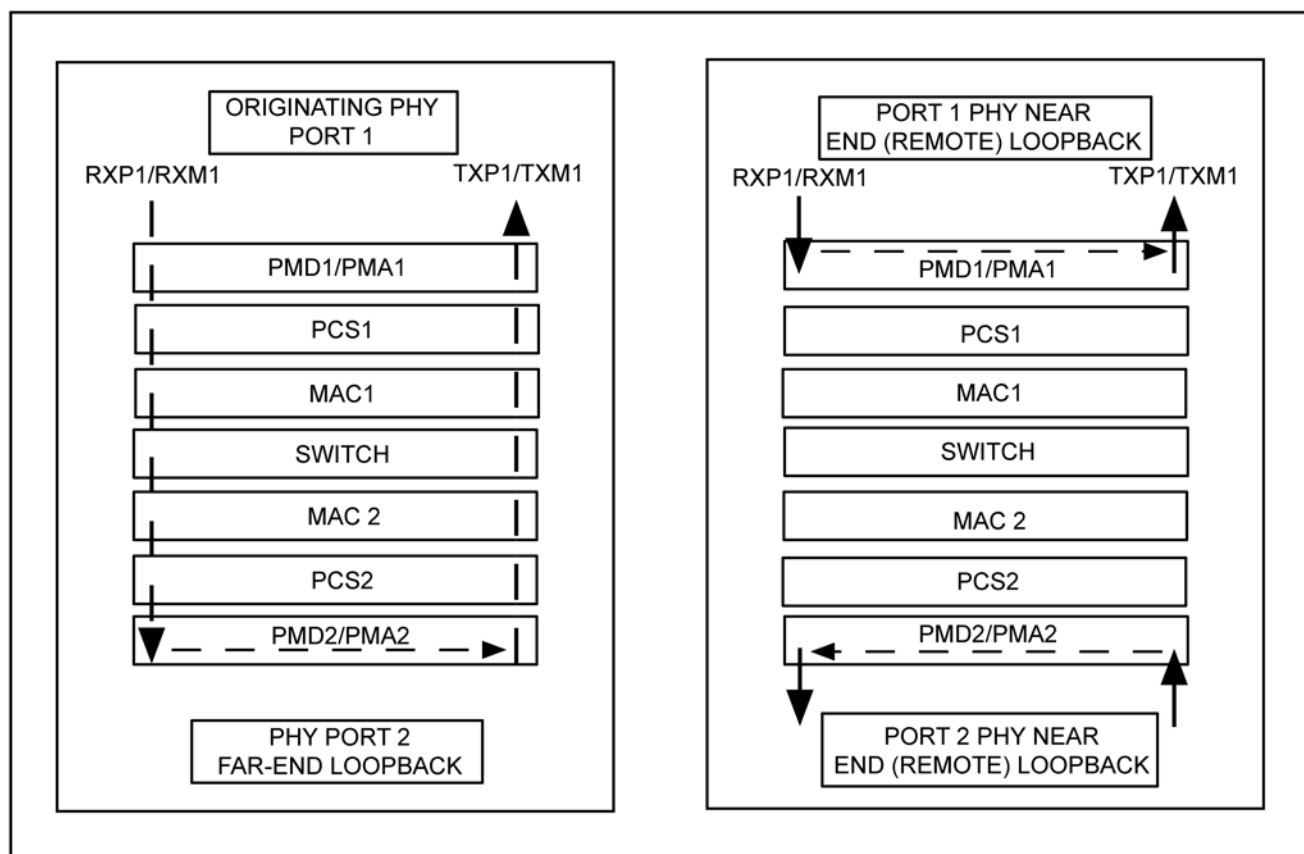 ORIGINATING PHY
PORT 1
RXP1/RXM1
TXP1/TXM1
PMD1/PMA1
PCS1
MAC1
SWITCH
MAC 2
PCS2
PMD2/PMA2
PHY PORT 2
FAR-END LOOPBACK
PORT 1 PHY NEAR
END (REMOTE) LOOPBACK
RXP1/RXM1
TXP1/TXM1
PMD1/PMA1
PCS1
MAC1
SWITCH
MAC 2
PCS2
PMD2/PMA2
PORT 2 PHY NEAR
END (REMOTE) LOOPBACK